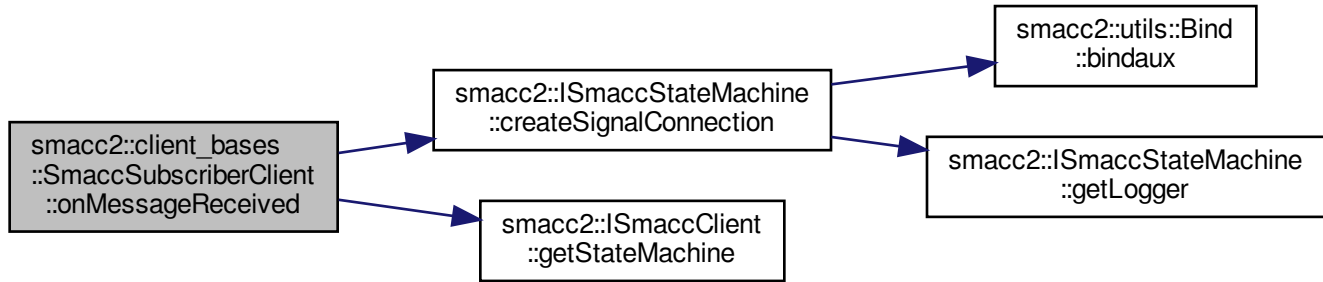 smacc2::client_bases
::SmaccSubscriberClient
::onMessageReceived
smacc2::ISmaccStateMachine
::createSignalConnection
smacc2::utils::Bind
::bindaux
smacc2::ISmaccStateMachine
::getLogger
smacc2::ISmaccClient
::getStateMachine